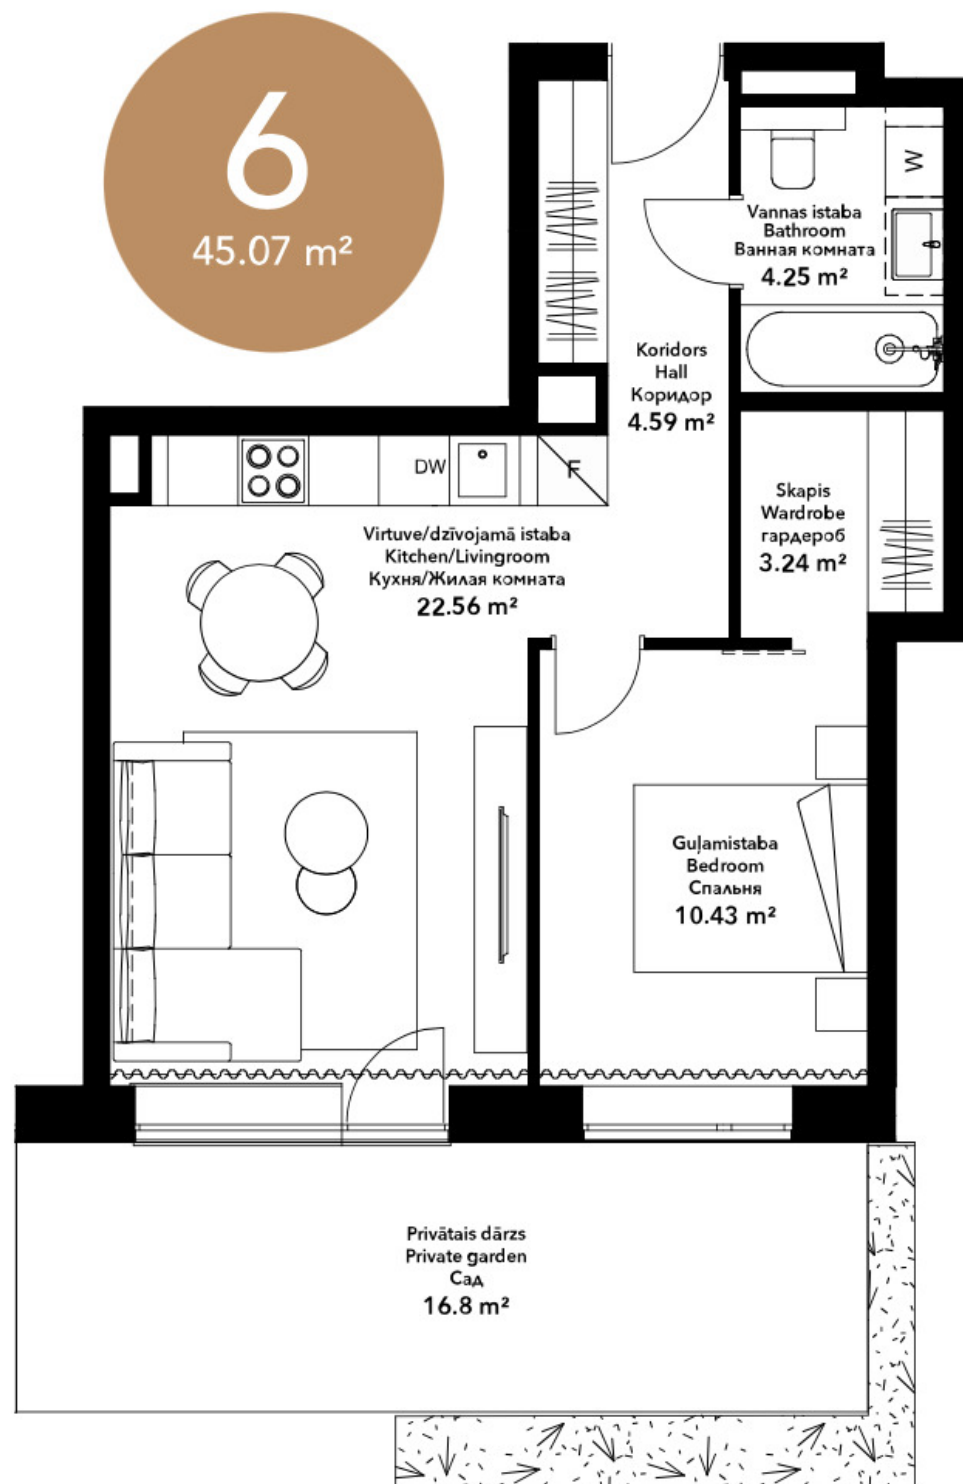 6
45.07 m²
W
Vannas istaba
Bathroom
Ванная комната
4.25 m²
Koridors
Hall
Коридор
4.59 m²
DW
F
Skapis
Wardrobe
гардероб
3.24 m²
Virtuve/dzīvojamā istaba
Kitchen/Livingroom
Кухня/Жилая комната
22.56 m²
Guļamistaba
Bedroom
Спальня
10.43 m²
Privātais dārzs
Private garden
Сад
16.8 m²